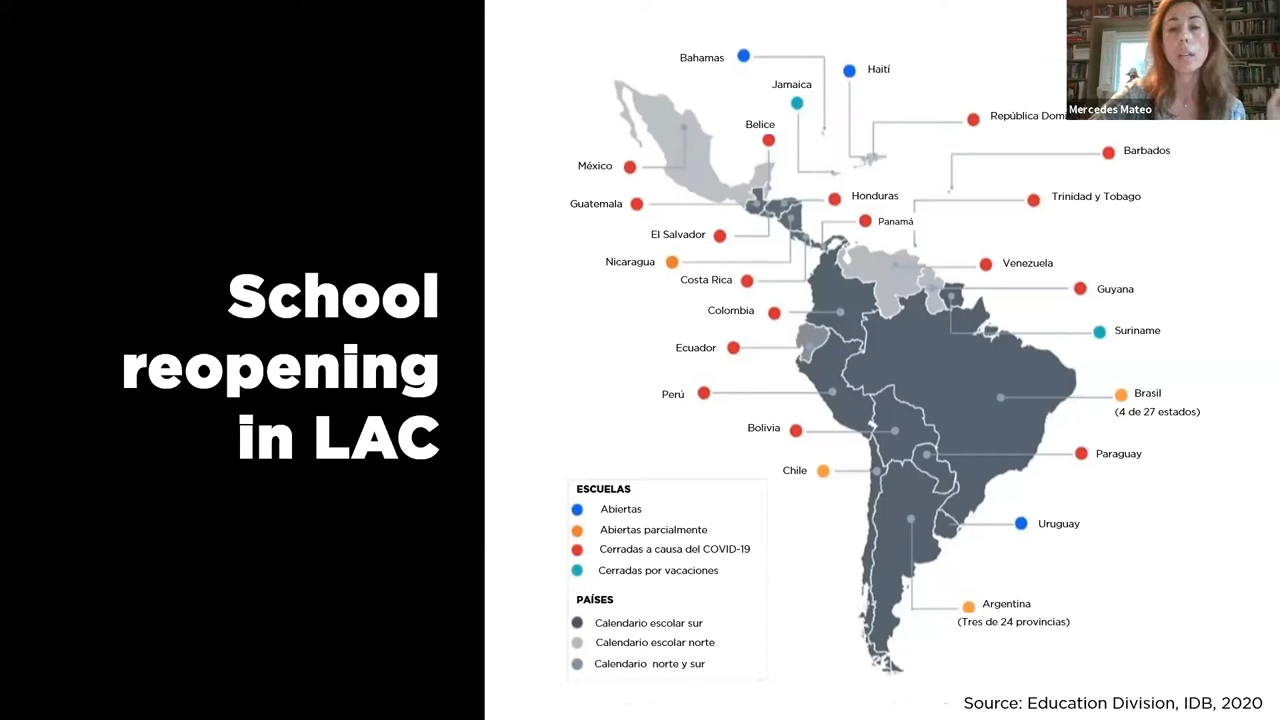 School
reopening
in LAC
Bahamas
Haití
Jamaica
República
Belice
Barbados
México
Honduras
Trinidad y Tobago
Guatemala
Panamá
El Salvador
Nicaragua
Venezuela
Costa Rica
Guyana
Colombia
Suriname
Ecuador
Perú
Brasil
(4 de 27 estados)
Bolivia
Paraguay
Chile
Uruguay
Argentina
(Tres de 24 provincias)
ESCUELAS
Abiertas
Abiertas parcialmente
Cerradas a causa del COVID-19
Cerradas por vacaciones
PAÍSES
Calendario escolar sur
Calendario escolar norte
Calendario norte y sur
Source: Education Division, IDB, 2020
Mercedes Mateo